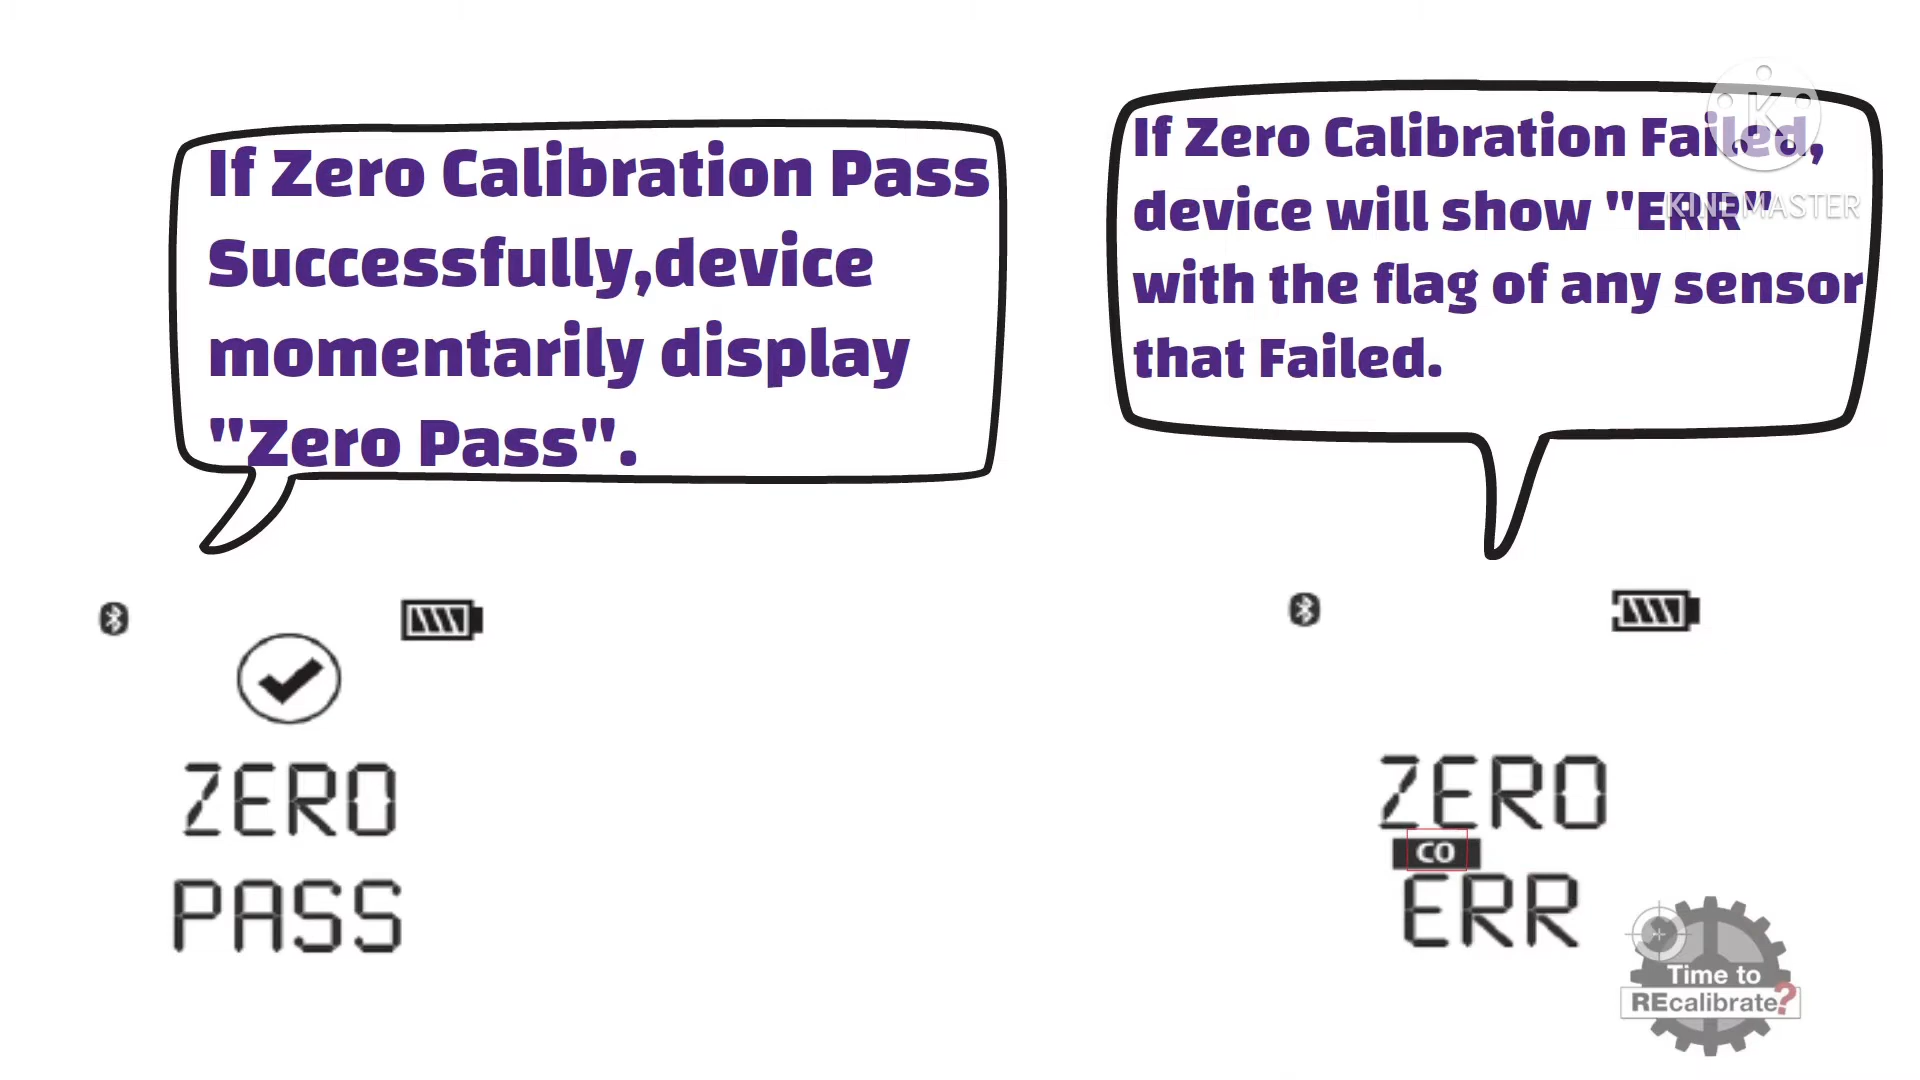 If Zero Calibration Pass
Successfully,device
momentarily display
"Zero Pass".
If Zero Calibration Failed,
device will show "ERR"
with the flag of any sensor
that Failed.
KINEMASTER
ZERO
PASS
ZERO
CO
ERR
Time to
REcalibrate?